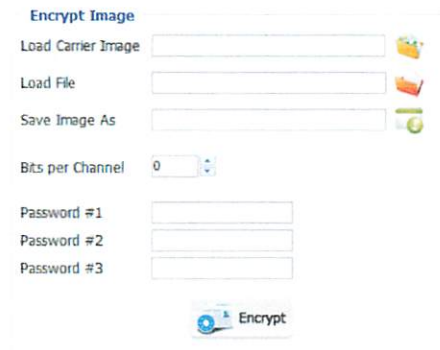 Encrypt Image
Load Carrier Image
Load File
Save Image As
Bits per Channel 0
Password #1
Password #2
Password #3
Encrypt